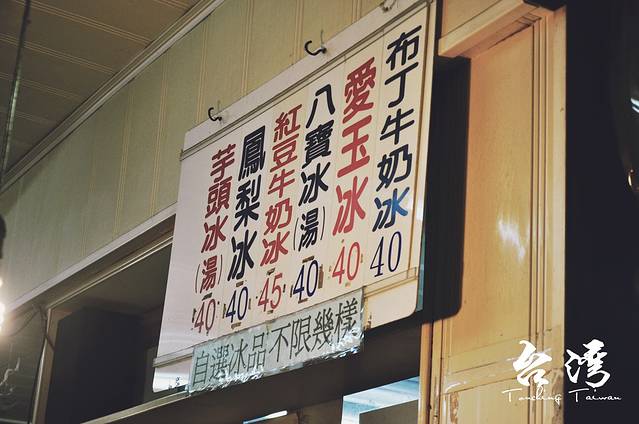 布丁牛奶冰 40
愛玉冰 40
八寶冰(湯) 40
紅豆牛奶冰 45
鳳梨冰 40
芋頭冰(湯) 40
自選冰品 不限幾樣
台灣
Touching Taiwan